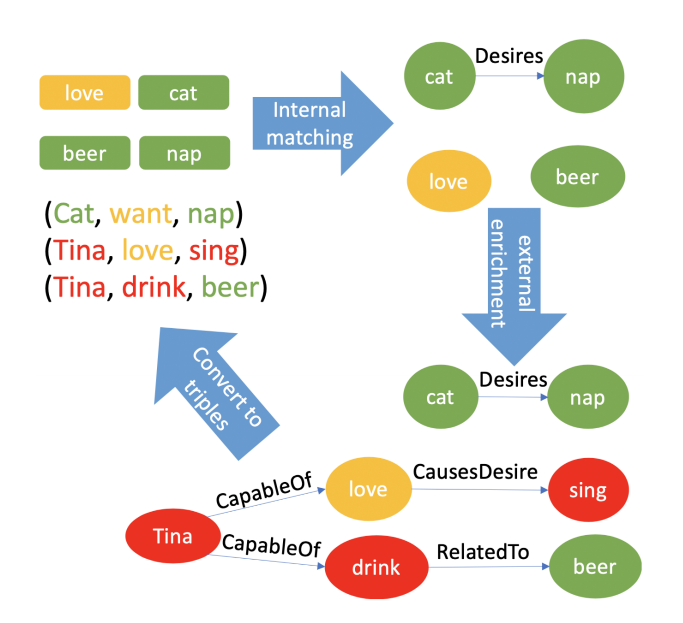 love cat
beer nap
(Cat, want, nap)
(Tina, love, sing)
(Tina, drink, beer)
Internal
matching
cat Desires nap
love beer
external
enrichment
cat Desires nap
Convert to
triples
Tina CapableOf love CausesDesire sing
CapableOf drink RelatedTo beer